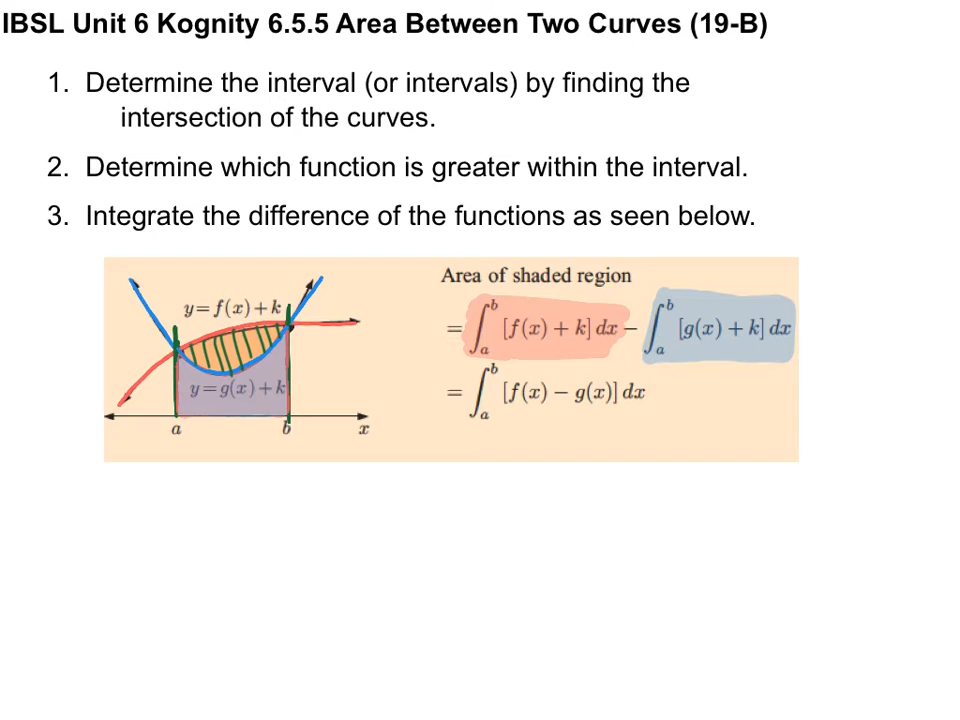 IBSL Unit 6 Kognity 6.5.5 Area Between Two Curves (19-B)
1. Determine the interval (or intervals) by finding the
intersection of the curves.
2. Determine which function is greater within the interval.
3. Integrate the difference of the functions as seen below.
y=f(x)+k
y=g(x)+k
a b x
Area of shaded region
= ∫_a^b [f(x) + k] dx − ∫_a^b [g(x) + k] dx
= ∫_a^b [f(x) − g(x)] dx